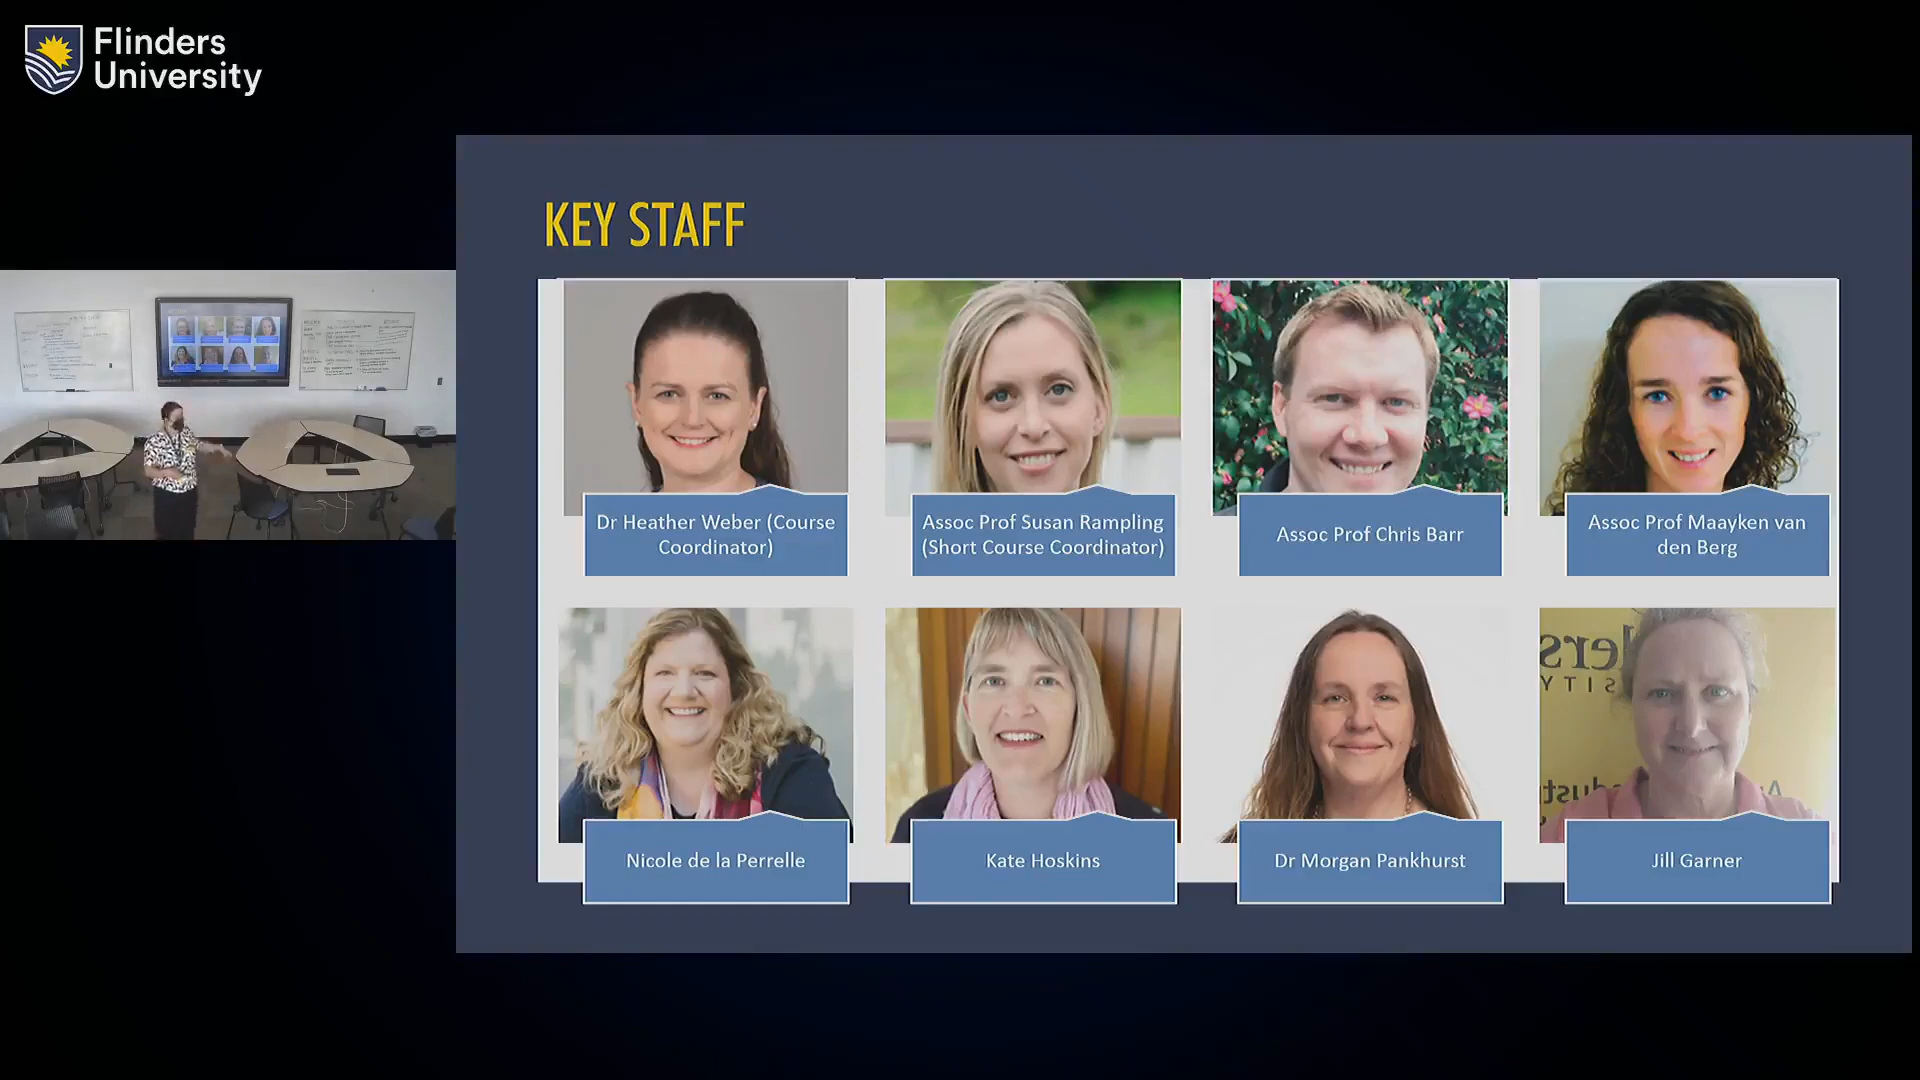 Flinders
University
KEY STAFF
Dr Heather Weber (Course
Coordinator)
Assoc Prof Susan Rampling
(Short Course Coordinator)
Assoc Prof Chris Barr
Assoc Prof Maayken van
den Berg
Nicole de la Perrelle
Kate Hoskins
Dr Morgan Pankhurst
Jill Garner